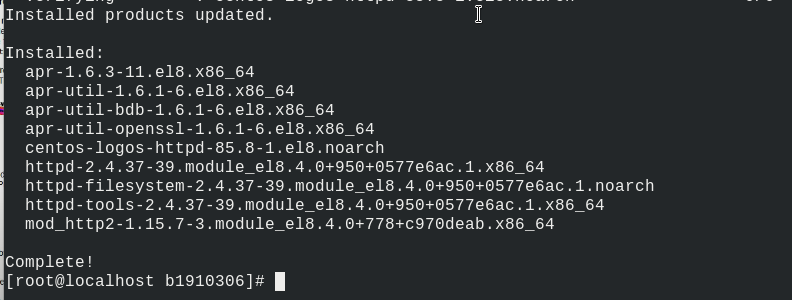 Installed products updated.
Installed:
apr-1.6.3-11.el8.x86_64
apr-util-1.6.1-6.el8.x86_64
apr-util-bdb-1.6.1-6.el8.x86_64
apr-util-openssl-1.6.1-6.el8.x86_64
centos-logos-httpd-85.8-1.el8.noarch
httpd-2.4.37-39.module_el8.4.0+950+0577e6ac.1.x86_64
httpd-filesystem-2.4.37-39.module_el8.4.0+950+0577e6ac.1.noarch
httpd-tools-2.4.37-39.module_el8.4.0+950+0577e6ac.1.x86_64
mod_http2-1.15.7-3.module_el8.4.0+778+c970deab.x86_64
Complete!
[root@localhost b1910306]#